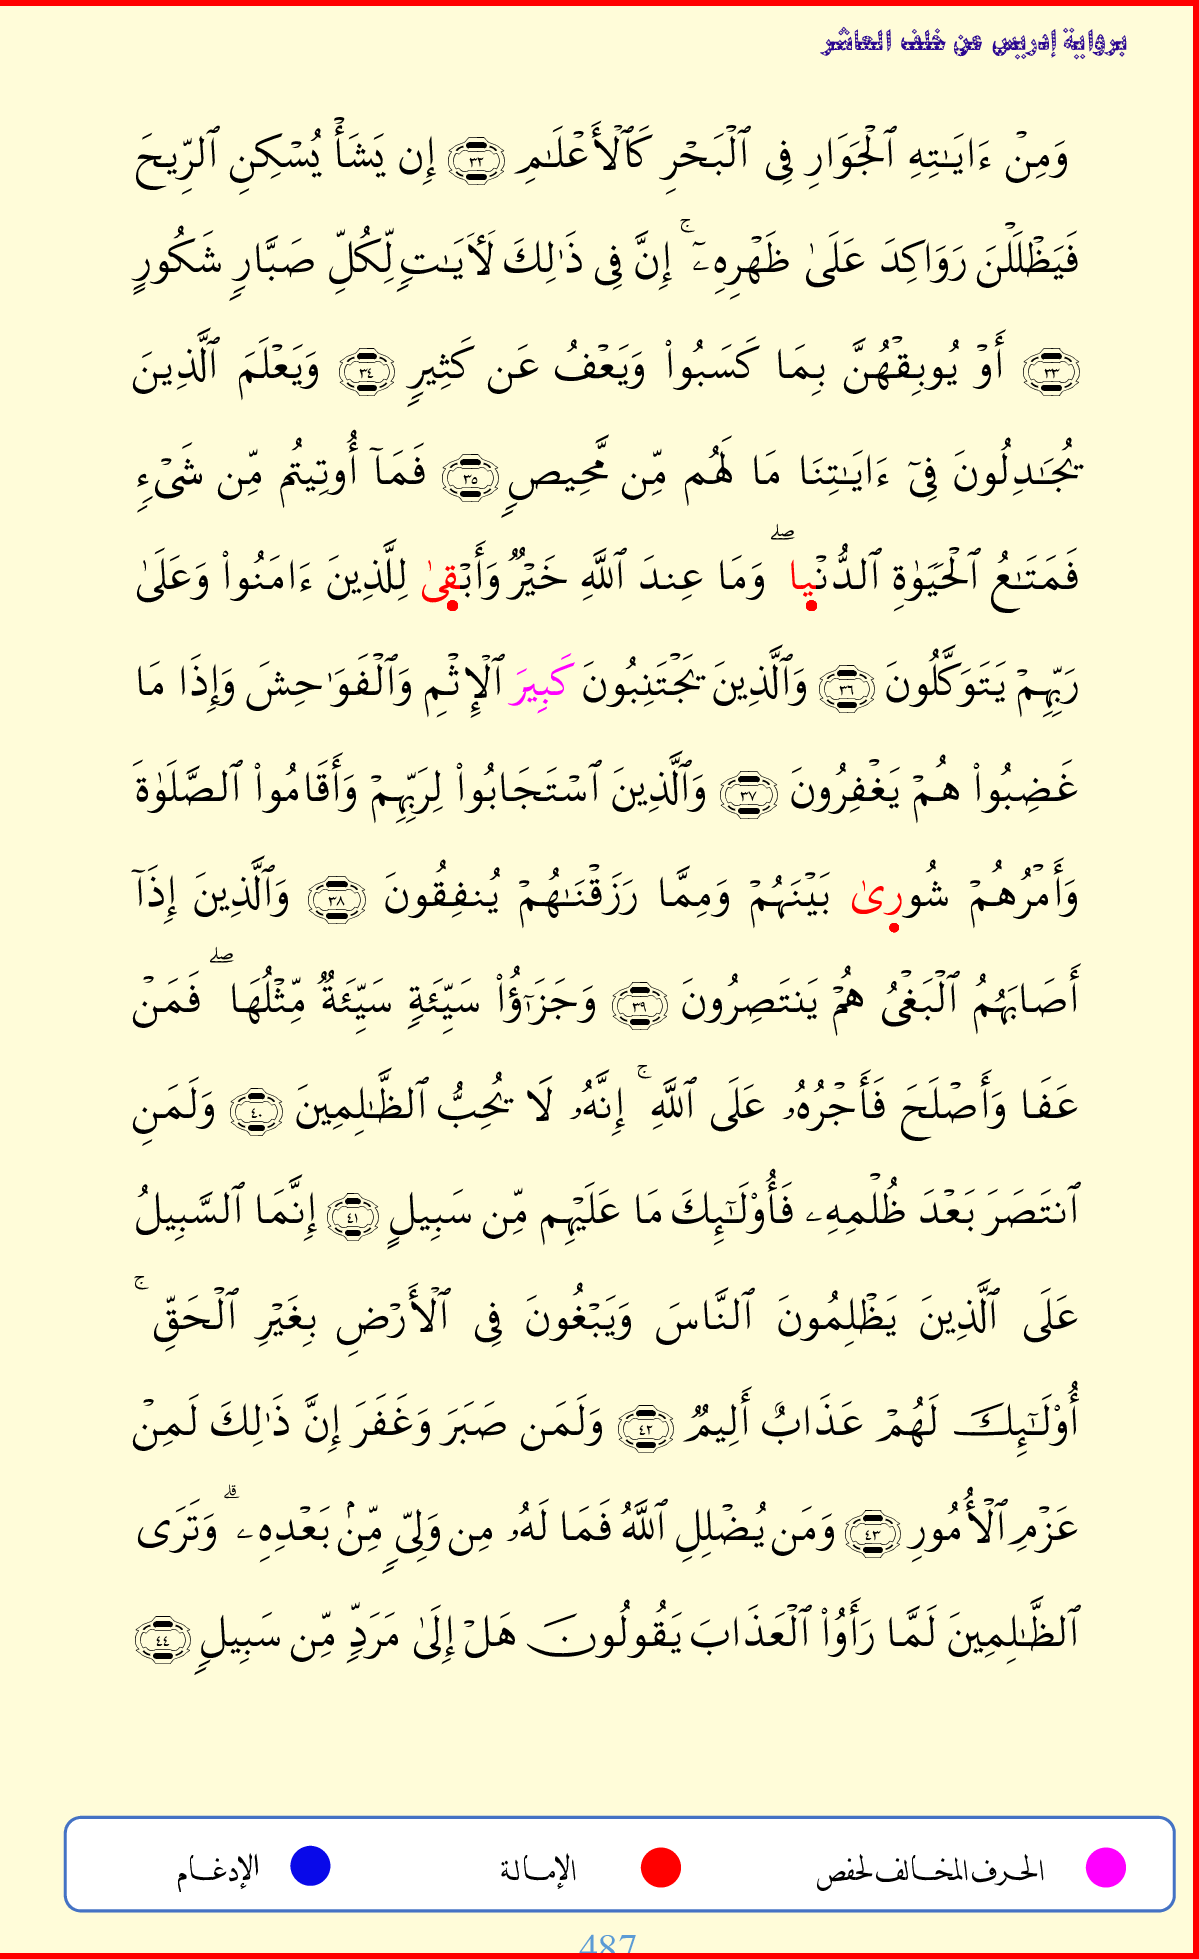 برواية إدريس عن خلف العاشر
وَمِنْ ءَايَـٰتِهِ ٱلْجَوَارِ فِى ٱلْبَحْرِ كَٱلْأَعْلَـٰمِ ٣٢ إِن يَشَأْ يُسْكِنِ ٱلرِّيحَ
فَيَظْلَلْنَ رَوَاكِدَ عَلَىٰ ظَهْرِهِۦٓ ۚ إِنَّ فِى ذَٰلِكَ لَـَٔايَـٰتٍ لِّكُلِّ صَبَّارٍ شَكُورٍ
٣٣ أَوْ يُوبِقْهُنَّ بِمَا كَسَبُوا۟ وَيَعْفُ عَن كَثِيرٍ ٣٤ وَيَعْلَمَ ٱلَّذِينَ
يُجَـٰدِلُونَ فِىٓ ءَايَـٰتِنَا مَا لَهُم مِّن مَّحِيصٍ ٣٥ فَمَآ أُوتِيتُم مِّن شَىْءٍ
فَمَتَـٰعُ ٱلْحَيَوٰةِ ٱلدُّنْيا ۖ وَمَا عِندَ ٱللَّهِ خَيْرٌ وَأَبْقىٰ لِلَّذِينَ ءَامَنُوا۟ وَعَلَىٰ
رَبِّهِمْ يَتَوَكَّلُونَ ٣٦ وَٱلَّذِينَ يَجْتَنِبُونَ كَبِيرَ ٱلْإِثْمِ وَٱلْفَوَٰحِشَ وَإِذَا مَا
غَضِبُوا۟ هُمْ يَغْفِرُونَ ٣٧ وَٱلَّذِينَ ٱسْتَجَابُوا۟ لِرَبِّهِمْ وَأَقَامُوا۟ ٱلصَّلَوٰةَ
وَأَمْرُهُمْ شُورىٰ بَيْنَهُمْ وَمِمَّا رَزَقْنَـٰهُمْ يُنفِقُونَ ٣٨ وَٱلَّذِينَ إِذَآ
أَصَابَهُمُ ٱلْبَغْىُ هُمْ يَنتَصِرُونَ ٣٩ وَجَزَٰٓؤُا۟ سَيِّئَةٍ سَيِّئَةٌ مِّثْلُهَا ۖ فَمَنْ
عَفَا وَأَصْلَحَ فَأَجْرُهُۥ عَلَى ٱللَّهِ ۚ إِنَّهُۥ لَا يُحِبُّ ٱلظَّـٰلِمِينَ ٤٠ وَلَمَنِ
ٱنتَصَرَ بَعْدَ ظُلْمِهِۦ فَأُو۟لَـٰٓئِكَ مَا عَلَيْهِم مِّن سَبِيلٍ ٤١ إِنَّمَا ٱلسَّبِيلُ
عَلَى ٱلَّذِينَ يَظْلِمُونَ ٱلنَّاسَ وَيَبْغُونَ فِى ٱلْأَرْضِ بِغَيْرِ ٱلْحَقِّ ۚ
أُو۟لَـٰٓئِكَ لَهُمْ عَذَابٌ أَلِيمٌ ٤٢ وَلَمَن صَبَرَ وَغَفَرَ إِنَّ ذَٰلِكَ لَمِنْ
عَزْمِ ٱلْأُمُورِ ٤٣ وَمَن يُضْلِلِ ٱللَّهُ فَمَا لَهُۥ مِن وَلِىٍّ مِّنۢ بَعْدِهِۦ ۗ وَتَرَى
ٱلظَّـٰلِمِينَ لَمَّا رَأَوُا۟ ٱلْعَذَابَ يَقُولُونَ هَلْ إِلَىٰ مَرَدٍّ مِّن سَبِيلٍ ٤٤
الحرف المخالف لحفص الإمالة الإدغام
487